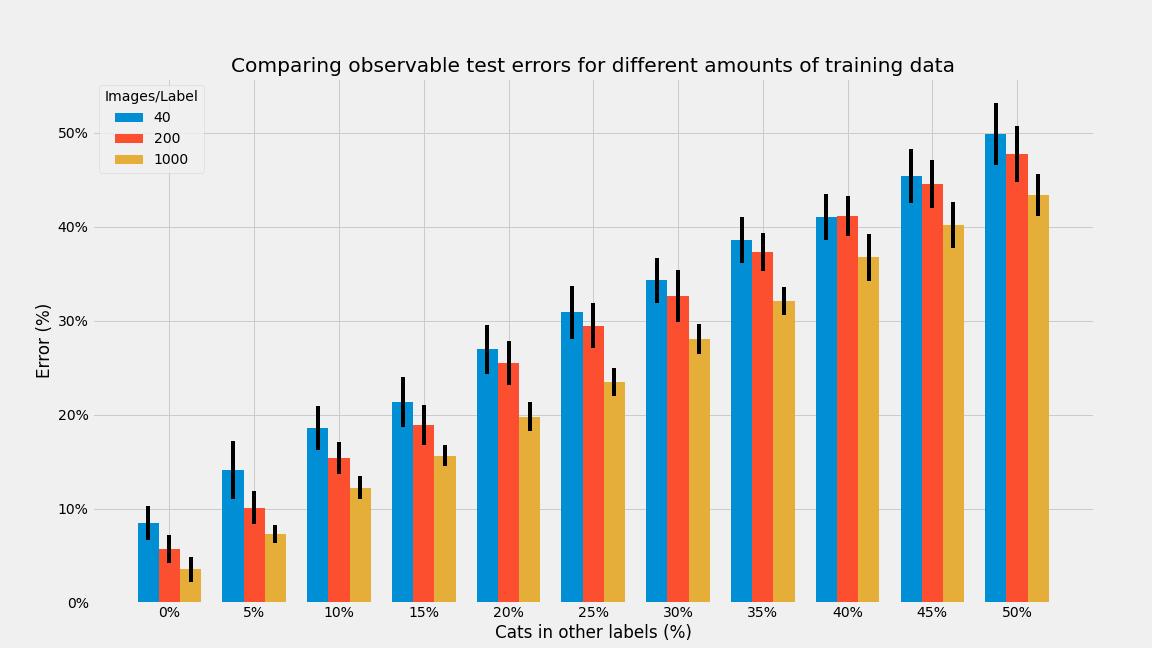 Comparing observable test errors for different amounts of training data
Images/Label
40
200
1000
50%
40%
30%
20%
10%
0%
Error (%)
0% 5% 10% 15% 20% 25% 30% 35% 40% 45% 50%
Cats in other labels (%)